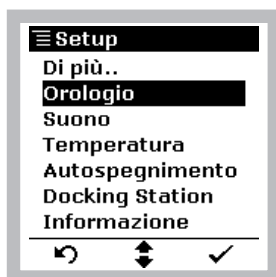 Setup
Di più..
Orologio
Suono
Temperatura
Autospegnimento
Docking Station
Informazione